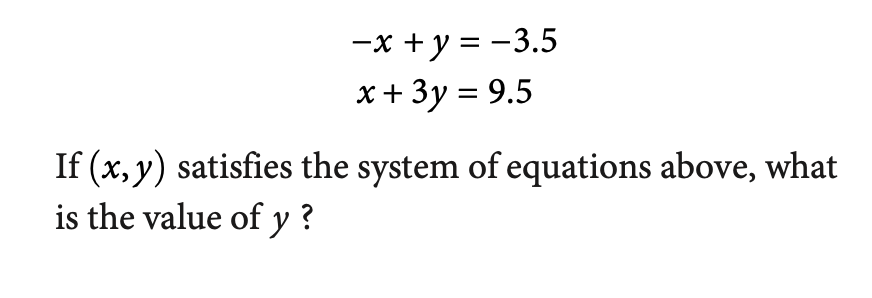 −x + y = −3.5
x + 3y = 9.5
If (x, y) satisfies the system of equations above, what
is the value of y ?